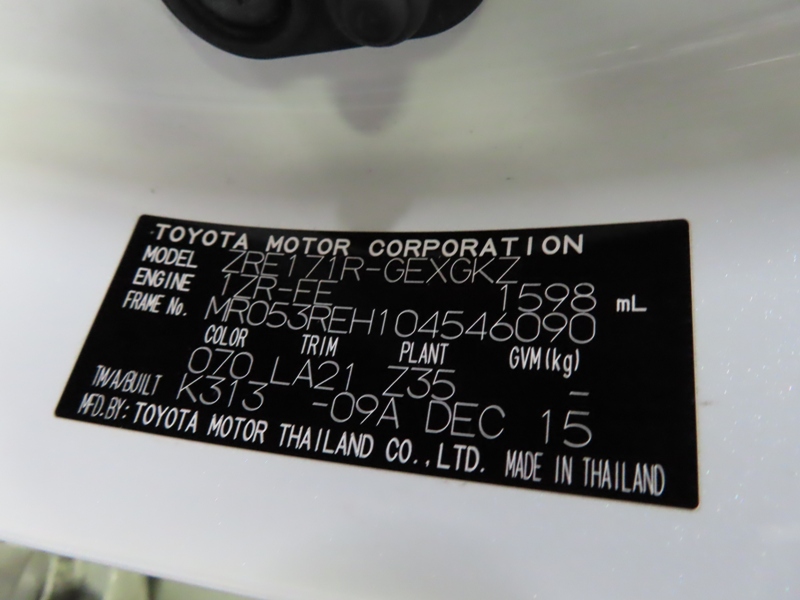 TOYOTA MOTOR CORPORATION
MODEL ZRE171R-GEXGKZ
ENGINE 1ZR-FE 1598 mL
FRAME No. MR053REH104546090
COLOR TRIM PLANT GVM(kg)
070 LA21 Z35 –
TM/A/BUILT K313 -09A DEC 15
MFD.BY: TOYOTA MOTOR THAILAND CO.,LTD. MADE IN THAILAND